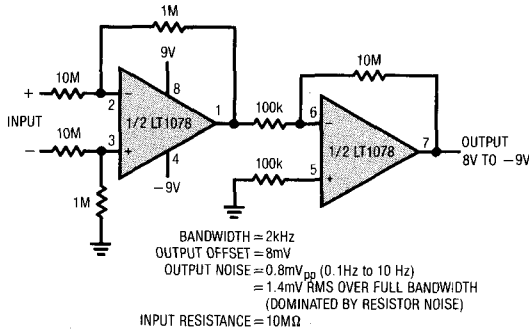 1M
9V
10M
10M
+
10M
INPUT
−
2
−
8
1/2 LT1078
1
3
+
4
−9V
1M
100k
6
−
1/2 LT1078
7
OUTPUT
8V TO −9V
100k
5
+
BANDWIDTH = 2kHz
OUTPUT OFFSET = 8mV
OUTPUT NOISE = 0.8mVpp (0.1Hz to 10 Hz)
= 1.4mV RMS OVER FULL BANDWIDTH
(DOMINATED BY RESISTOR NOISE)
INPUT RESISTANCE = 10MΩ